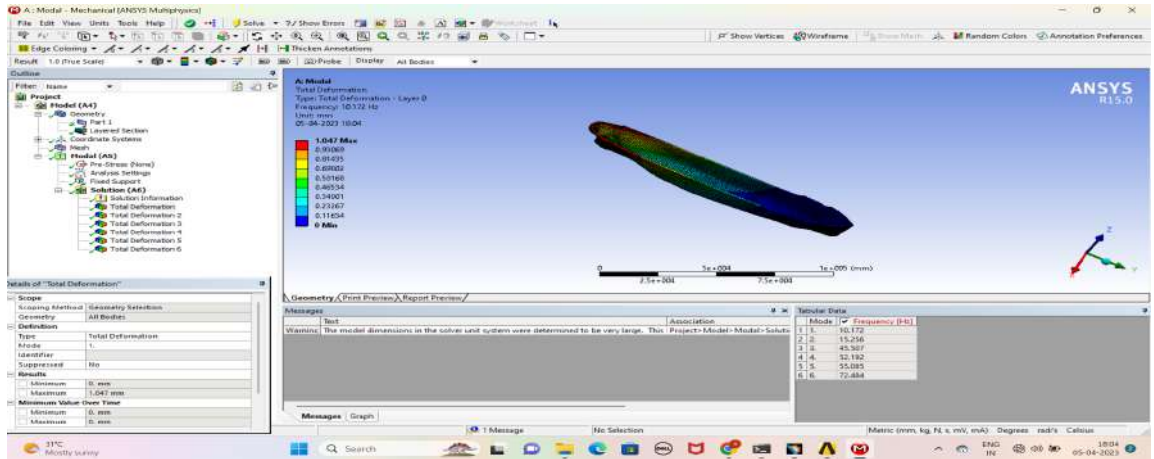 A : Modal - Mechanical [ANSYS Multiphysics]
File Edit View Units Tools Help Solve ?/ Show Errors Worksheet
Show Vertices Wireframe Show Mesh Random Colors Annotation Preferences
Edge Coloring Thicken Annotations
Result 1.0 (True Scale) Probe Display All Bodies
Outline
Filter: Name
Project
Model (A4)
Geometry
Part 1
Layered Section
Coordinate Systems
Mesh
Modal (A5)
Pre-Stress (None)
Analysis Settings
Fixed Support
Solution (A6)
Solution Information
Total Deformation
Total Deformation 2
Total Deformation 3
Total Deformation 4
Total Deformation 5
Total Deformation 6
Details of "Total Deformation"
Scope
Scoping Method Geometry Selection
Geometry All Bodies
Definition
Type Total Deformation
Mode 1.
Identifier
Suppressed No
Results
Minimum 0. mm
Maximum 1.047 mm
Minimum Value Over Time
Minimum 0. mm
Maximum 0. mm
A: Modal
Total Deformation
Type: Total Deformation - Layer 0
Frequency: 10.172 Hz
Unit: mm
05-04-2023 18:04
1.047 Max
0.93069
0.81435
0.69802
0.58168
0.46534
0.34901
0.23267
0.11634
0 Min
ANSYS
R15.0
0 5e+004 1e+005 (mm)
2.5e+004 7.5e+004
Z
Y
Geometry Print Preview Report Preview
Messages
Text Association
Warning The model dimensions in the solver unit system were determined to be very large. This Project>Model>Modal>Soluti
Messages Graph
Tabular Data
Mode Frequency [Hz]
1 1. 10.172
2 2. 15.256
3 3. 45.507
4 4. 52.192
5 5. 55.085
6 6. 72.484
1 Message No Selection Metric (mm, kg, N, s, mV, mA) Degrees rad/s Celsius
31°C
Mostly sunny
Search
ENG
IN
18:04
05-04-2023